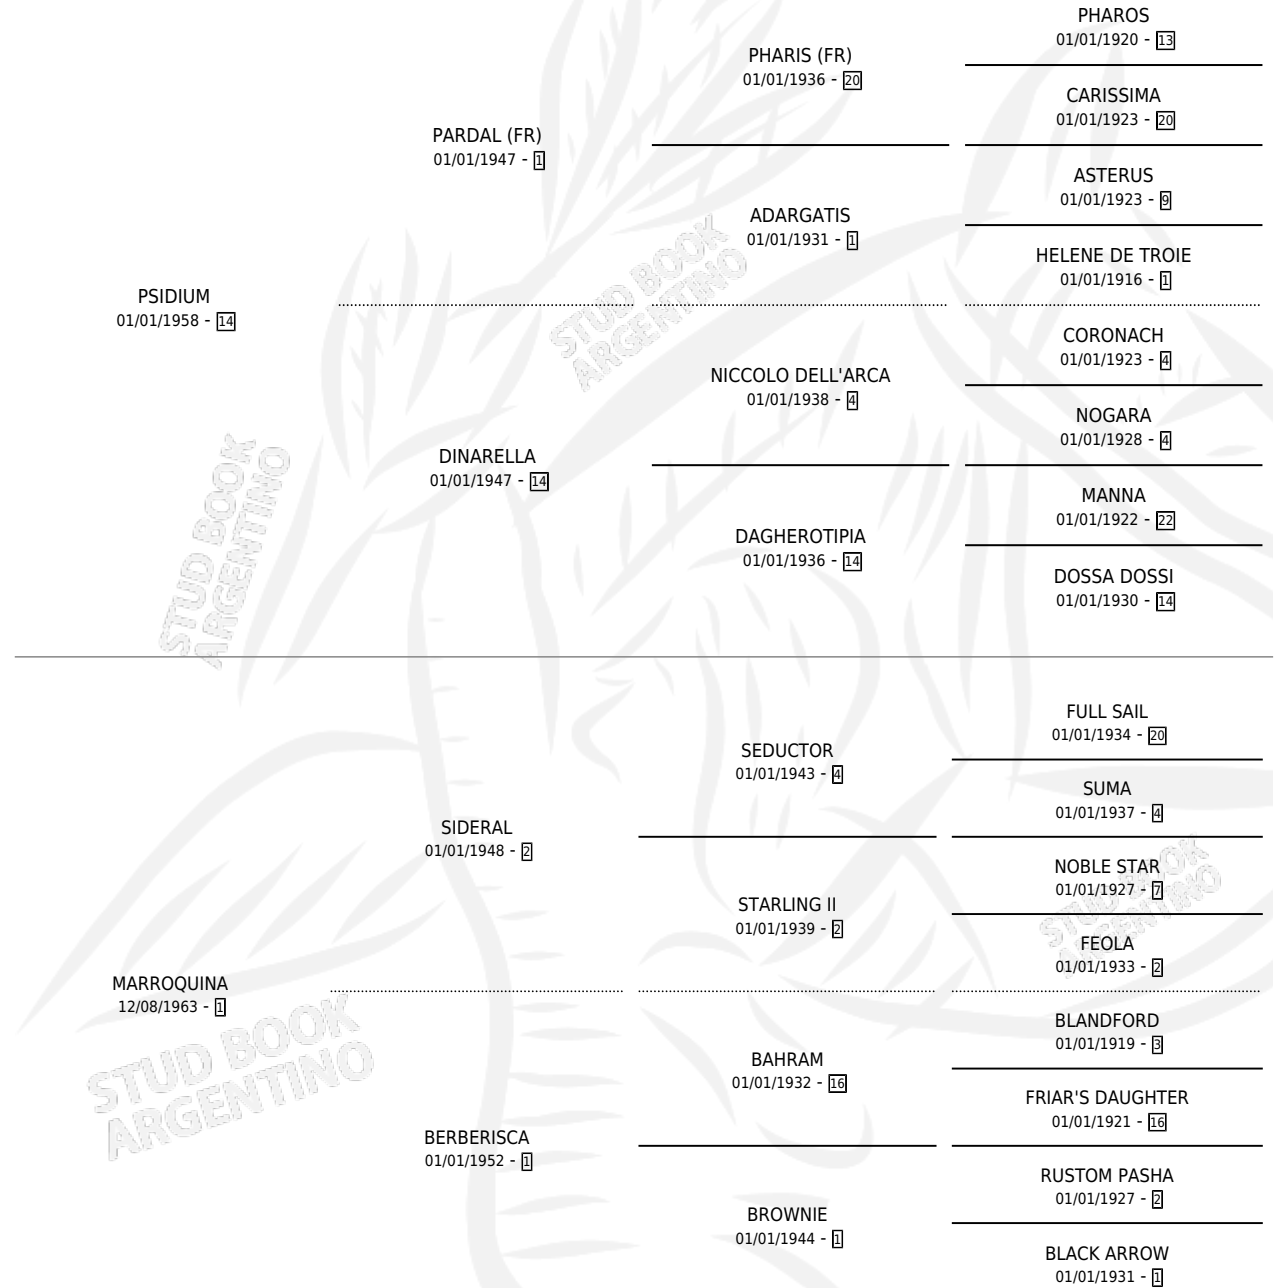 PHAROS
01/01/1920 - 13
PHARIS (FR)
01/01/1936 - 20
CARISSIMA
01/01/1923 - 20
PARDAL (FR)
01/01/1947 - 1
ASTERUS
01/01/1923 - 9
ADARGATIS
01/01/1931 - 1
HELENE DE TROIE
01/01/1916 - 1
PSIDIUM
01/01/1958 - 14
CORONACH
01/01/1923 - 4
NICCOLO DELL'ARCA
01/01/1938 - 4
NOGARA
01/01/1928 - 4
DINARELLA
01/01/1947 - 14
MANNA
01/01/1922 - 22
DAGHEROTIPIA
01/01/1936 - 14
DOSSA DOSSI
01/01/1930 - 14
STUD BOOK
ARGENTINO
STUD BOOK
ARGENTINO
FULL SAIL
01/01/1934 - 20
SEDUCTOR
01/01/1943 - 4
SUMA
01/01/1937 - 4
SIDERAL
01/01/1948 - 2
NOBLE STAR
01/01/1927 - 7
STARLING II
01/01/1939 - 2
FEOLA
01/01/1933 - 2
STUD BOOK
ARGENTINO
MARROQUINA
12/08/1963 - 1
BLANDFORD
01/01/1919 - 3
BAHRAM
01/01/1932 - 16
FRIAR'S DAUGHTER
01/01/1921 - 16
STUD BOOK
ARGENTINO
BERBERISCA
01/01/1952 - 1
RUSTOM PASHA
01/01/1927 - 2
BROWNIE
01/01/1944 - 1
BLACK ARROW
01/01/1931 - 1